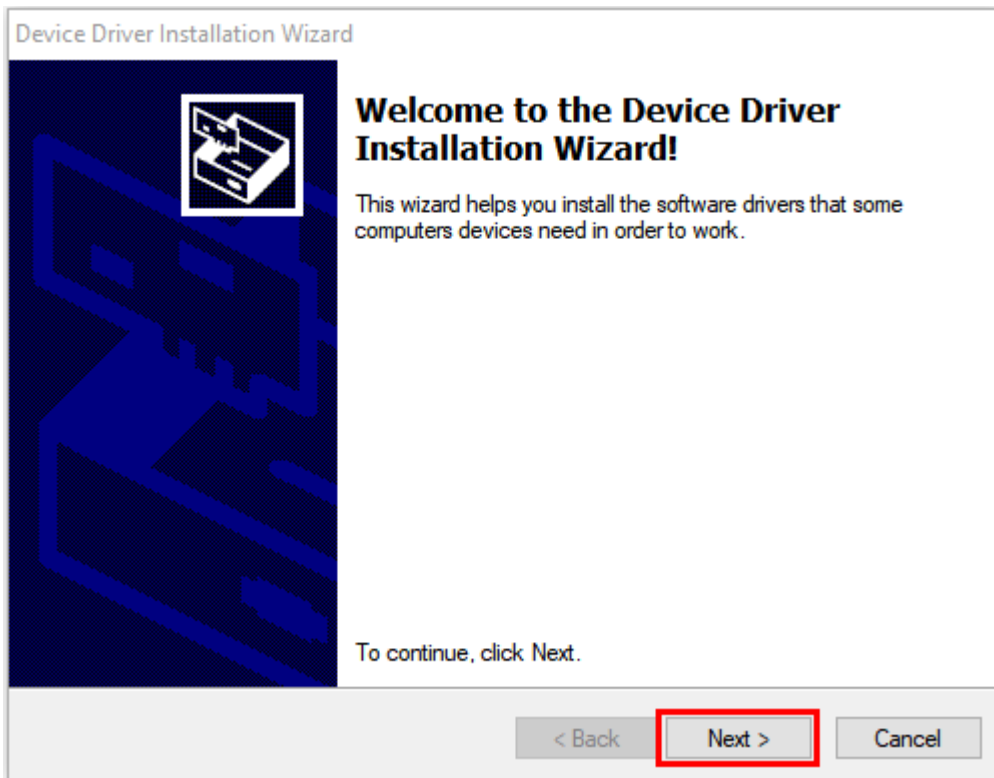 Device Driver Installation Wizard
Welcome to the Device Driver
Installation Wizard!
This wizard helps you install the software drivers that some
computers devices need in order to work.
To continue, click Next.
< Back
Next >
Cancel